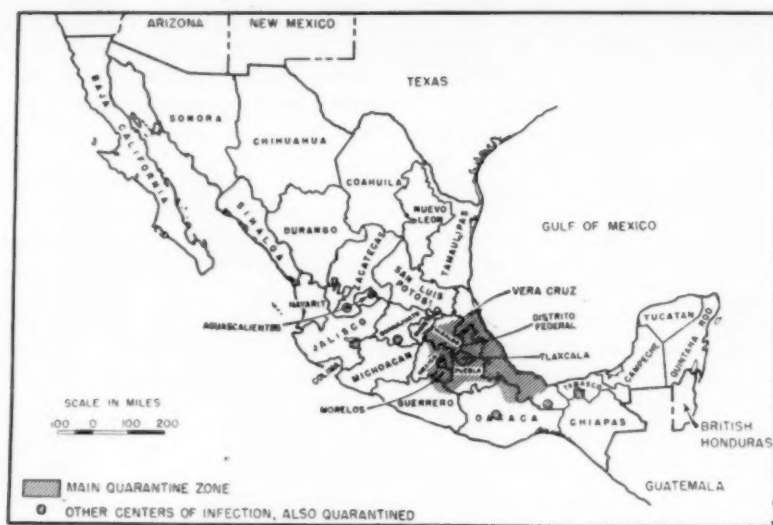 ARIZONA
NEW MEXICO
TEXAS
BAJA CALIFORNIA
SONORA
CHIHUAHUA
COAHUILA
SINALOA
DURANGO
NUEVO LEON
TAMAULIPAS
GULF OF MEXICO
ZACATECAS
SAN LUIS POTOSI
NAYARIT
VERA CRUZ
AGUASCALIENTES
DISTRITO FEDERAL
JALISCO
YUCATAN
QUINTANA ROO
CAMPECHE
TLAXCALA
COLIMA
MICHOACAN
PUEBLA
TABASCO
SCALE IN MILES
100 0 100 200
MORELOS
GUERRERO
OAXACA
CHIAPAS
BRITISH HONDURAS
GUATEMALA
MAIN QUARANTINE ZONE
OTHER CENTERS OF INFECTION, ALSO QUARANTINED